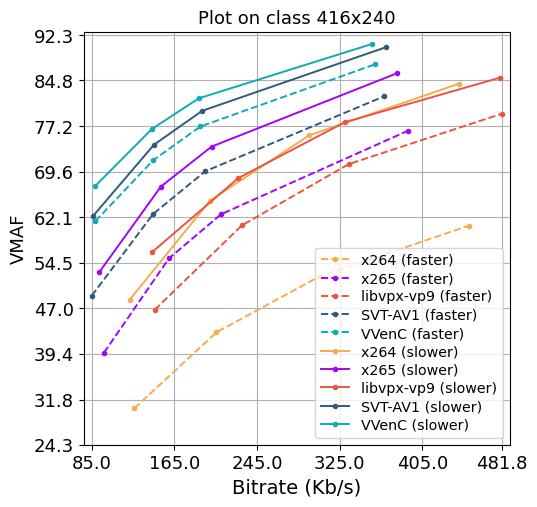 Plot on class 416x240
92.3
84.8
77.2
69.6
62.1
54.5
47.0
39.4
31.8
24.3
VMAF
x264 (faster)
x265 (faster)
libvpx-vp9 (faster)
SVT-AV1 (faster)
VVenC (faster)
x264 (slower)
x265 (slower)
libvpx-vp9 (slower)
SVT-AV1 (slower)
VVenC (slower)
85.0 165.0 245.0 325.0 405.0 481.8
Bitrate (Kb/s)